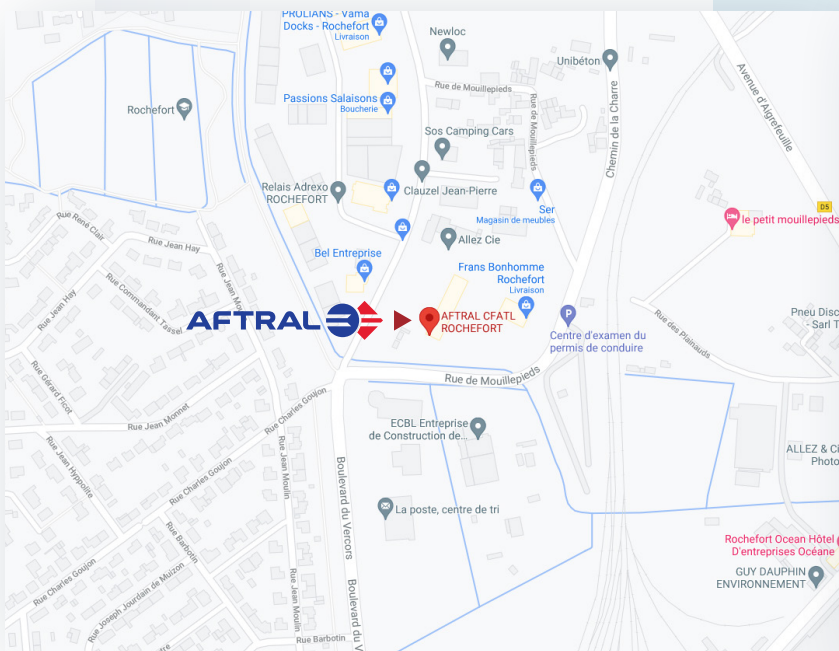 PROLIANS - Vama
Docks - Rochefort
Livraison
Newloc
Unibéton
Avenue d'Aigrefeuille
Rue de Mouillepieds
Passions Salaisons
Boucherie
Rochefort
Rue de Mouillepieds
Chemin de la Charre
Sos Camping Cars
Relais Adrexo
ROCHEFORT
Clauzel Jean-Pierre
Ser
Magasin de meubles
D5
le petit mouillepieds
Rue René Clair
Rue Jean Hay
Allez Cie
Bel Entreprise
Frans Bonhomme
Rochefort
Livraison
Rue Jean Hay
Rue Commandant Tassel
Rue Jean Mo
AFTRAL
AFTRAL CFATL
ROCHEFORT
P
Centre d'examen du
permis de conduire
Rue des Plainauds
Pneu Disc
- Sarl T
Rue de Mouillepieds
Rue Gérard Ficot
Rue Jean Monnet
Rue Charles Goujon
ECBL Entreprise
de Construction de...
ALLEZ & Ci
Photo
Rue Jean Hyppolite
Rue Charles Goujon
Rue Jean Moulin
Boulevard du Vercors
La poste, centre de tri
Rue Barbotin
Rochefort Ocean Hôtel
D'entreprises Océane
GUY DAUPHIN
ENVIRONNEMENT
Rue Charles Goujon
Rue Joseph Jourdain de Muizon
Rue Jean Moulin
Boulevard du V
Rue Barbotin